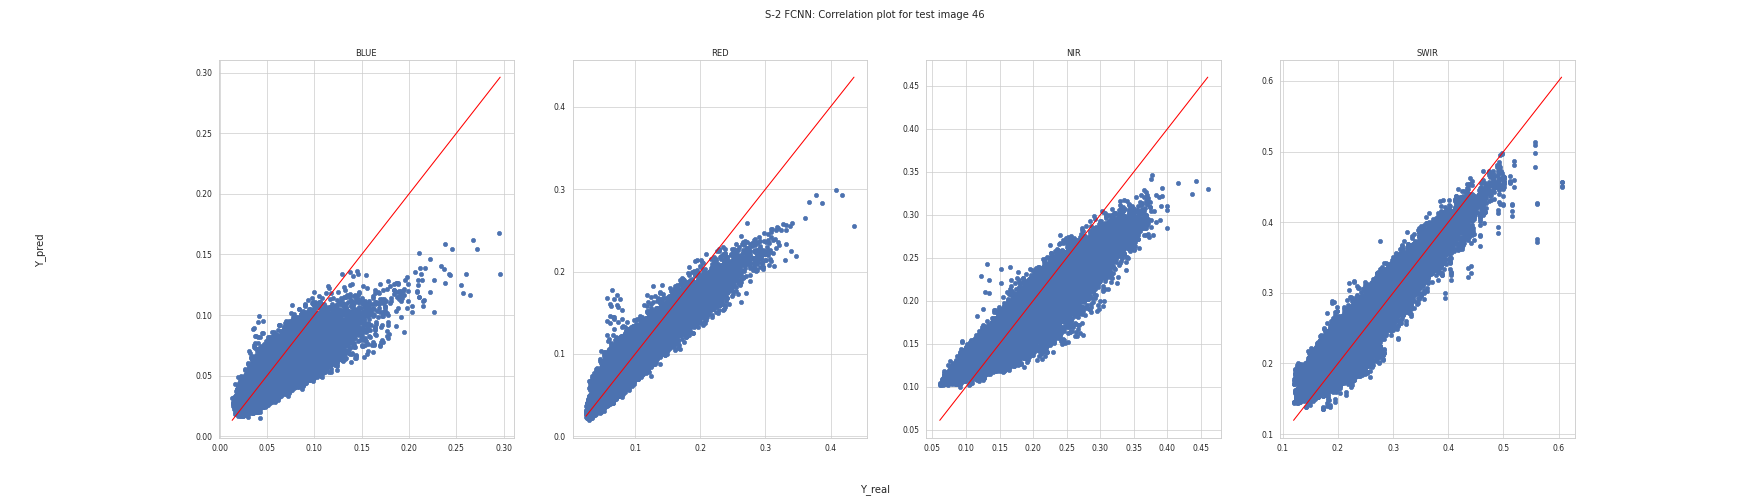 S-2 FCNN: Correlation plot for test image 46
BLUE
RED
NIR
SWIR
Y_pred
0.30
0.25
0.20
0.15
0.10
0.05
0.00
0.00 0.05 0.10 0.15 0.20 0.25 0.30
0.4
0.3
0.2
0.1
0.0
0.1 0.2 0.3 0.4
0.45
0.40
0.35
0.30
0.25
0.20
0.15
0.10
0.05
0.05 0.10 0.15 0.20 0.25 0.30 0.35 0.40 0.45
0.6
0.5
0.4
0.3
0.2
0.1
0.1 0.2 0.3 0.4 0.5 0.6
Y_real